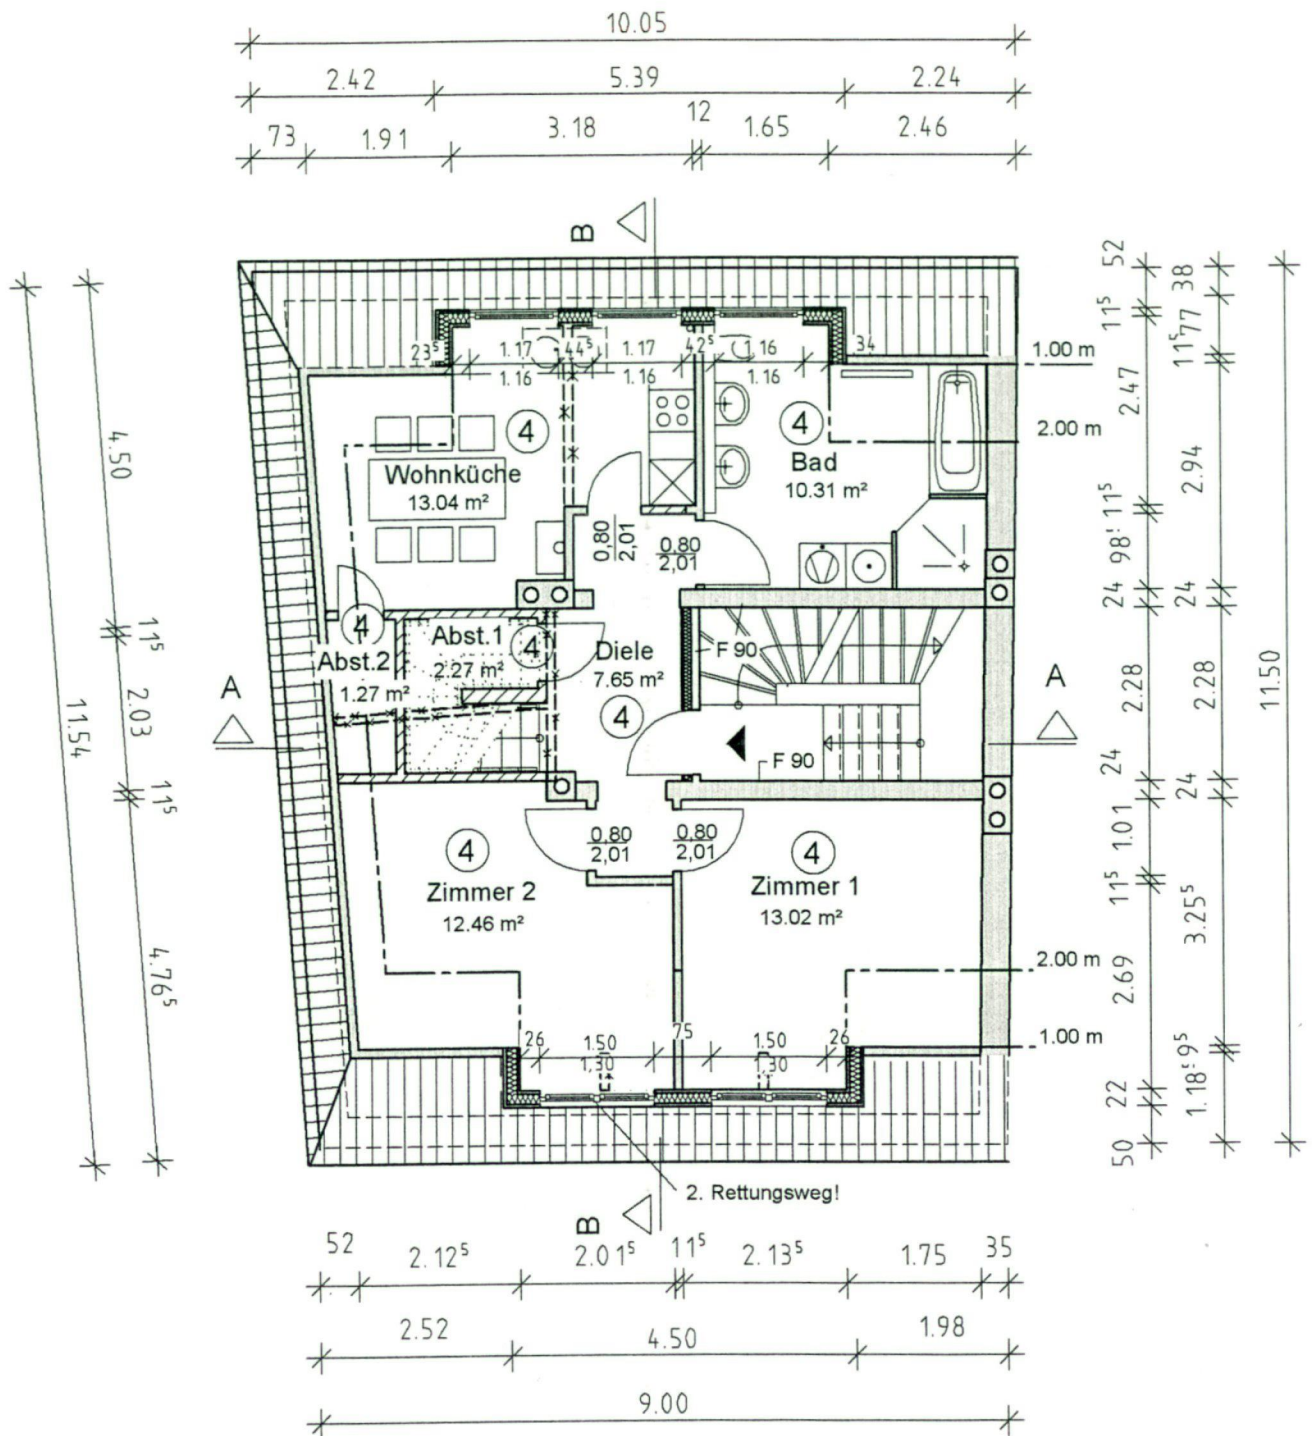 10.05
2.42 5.39 2.24
73 1.91 3.18 12 1.65 2.46
B
52
38
11⁵
77
11⁵
23⁵ 1.17 44⁵ 1.17 42⁵ 1.16 34
1.16 1.16 1.16
1.00 m
2.47
2.00 m
4 4
Wohnküche
13.04 m²
Bad
10.31 m²
4.50
2.94
11⁵
0,80
2,01
0,80
2,01
98⁵
24
24
11⁵
4
Abst.2
1.27 m²
Abst.1
2.27 m²
4
Diele
7.65 m²
4
F 90
F 90
A
A
11.54
2.03
2.28
2.28
11.50
24
24
11⁵
0,80
2,01
0,80
2,01
1.01
11⁵
4
Zimmer 2
12.46 m²
4
Zimmer 1
13.02 m²
3.25⁵
4.76⁵
2.00 m
2.69
26 1.50 75 1.50 26
1,30 1,30
1.00 m
9⁵
22
1.18⁵
50
2. Rettungsweg!
B
52 2.12⁵ 2.01⁵ 11⁵ 2.13⁵ 1.75 35
2.52 4.50 1.98
9.00